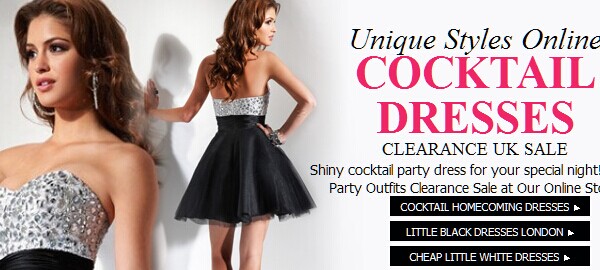 Unique Styles Online
COCKTAIL
DRESSES
CLEARANCE UK SALE
Shiny cocktail party dress for your special night!
Party Outfits Clearance Sale at Our Online Sto
COCKTAIL HOMECOMING DRESSES ▶
LITTLE BLACK DRESSES LONDON ▶
CHEAP LITTLE WHITE DRESSES ▶